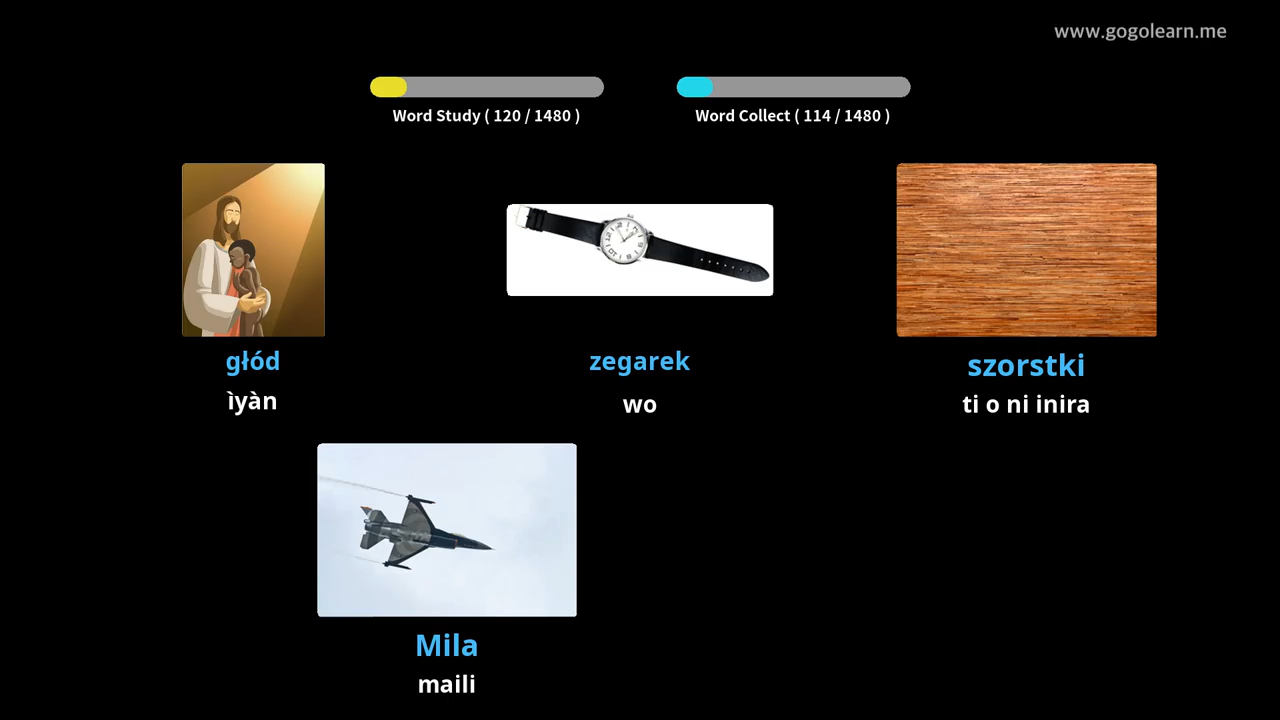 www.gogolearn.me
Word Study ( 120 / 1480 )
Word Collect ( 114 / 1480 )
głód
ìyàn
zegarek
wo
szorstki
ti o ni inira
Mila
maili